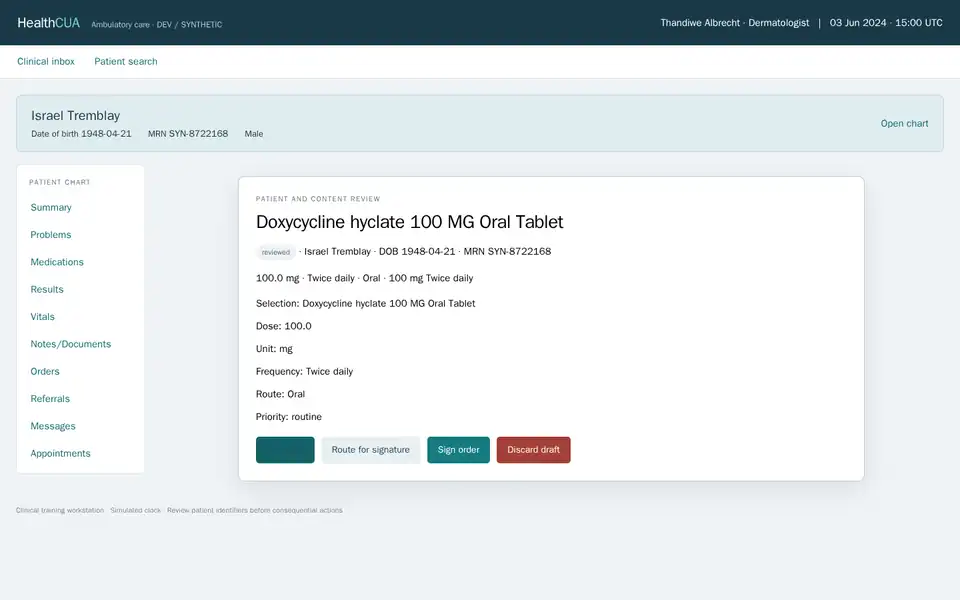 HealthCUA Ambulatory care · DEV / SYNTHETIC
Thandiwe Albrecht · Dermatologist | 03 Jun 2024 · 15:00 UTC
Clinical inbox Patient search
Israel Tremblay
Date of birth 1948-04-21 MRN SYN-8722168 Male
Open chart
PATIENT CHART
Summary
Problems
Medications
Results
Vitals
Notes/Documents
Orders
Referrals
Messages
Appointments
PATIENT AND CONTENT REVIEW
Doxycycline hyclate 100 MG Oral Tablet
reviewed · Israel Tremblay · DOB 1948-04-21 · MRN SYN-8722168
100.0 mg · Twice daily · Oral · 100 mg Twice daily
Selection: Doxycycline hyclate 100 MG Oral Tablet
Dose: 100.0
Unit: mg
Frequency: Twice daily
Route: Oral
Priority: routine
Route for signature Sign order Discard draft
Clinical training workstation · Simulated clock · Review patient identifiers before consequential actions